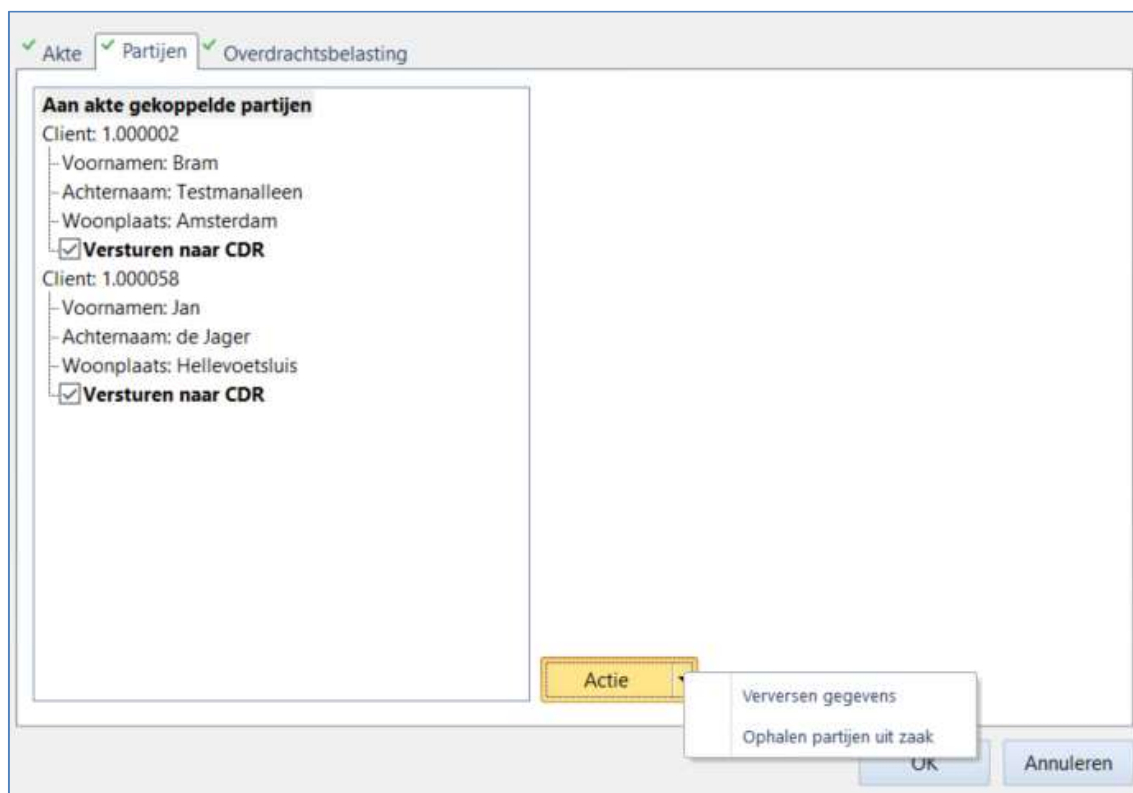 Akte
Partijen
Overdrachtsbelasting
Aan akte gekoppelde partijen
Client: 1.000002
Voornamen: Bram
Achternaam: Testmanalleen
Woonplaats: Amsterdam
Versturen naar CDR
Client: 1.000058
Voornamen: Jan
Achternaam: de Jager
Woonplaats: Hellevoetsluis
Versturen naar CDR
Actie
Verversen gegevens
Ophalen partijen uit zaak
OK
Annuleren